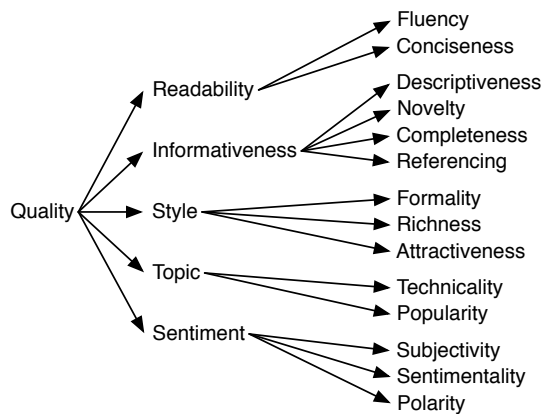 Quality
Readability
Fluency
Conciseness
Informativeness
Descriptiveness
Novelty
Completeness
Referencing
Style
Formality
Richness
Attractiveness
Topic
Technicality
Popularity
Sentiment
Subjectivity
Sentimentality
Polarity